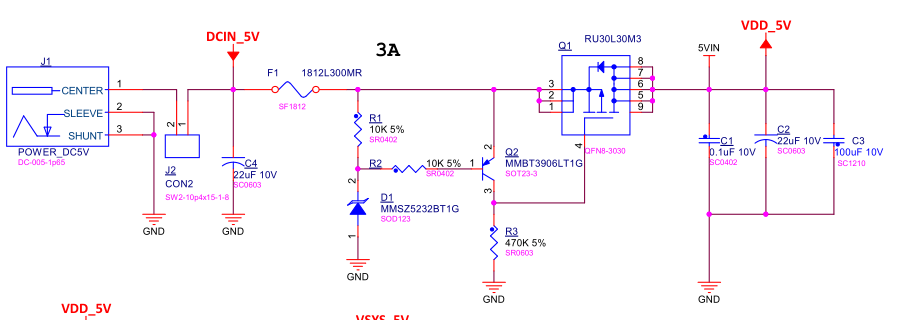 DCIN_5V
VDD_5V
3A
RU30L30M3
Q1
J1
F1 1812L300MR
5VIN
CENTER 1
SLEEVE 2
SHUNT 3
POWER_DC5V
DC-005-1p65
2
1
J2
CON2
SW2-10p4x15-1-8
SF1812
C4
22uF 10V
SC0603
GND
GND
R1
10K 5%
SR0402
R2
10K 5%
SR0402
2
D1
MMSZ5232BT1G
SOD123
1
GND
2
1
3
Q2
MMBT3906LT1G
SOT23-3
R3
470K 5%
SR0603
GND
3
2
1
8
7
6
5
9
4
QFN8-3030
C1
0.1uF 10V
SC0402
C2
22uF 10V
SC0603
C3
100uF 10V
SC1210
GND
VDD_5V
VSYS_5V